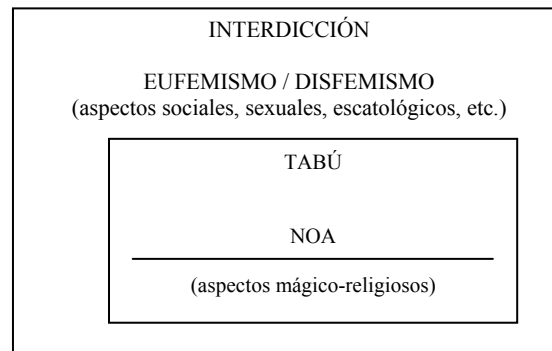 INTERDICCIÓN
EUFEMISMO / DISFEMISMO
(aspectos sociales, sexuales, escatológicos, etc.)
TABÚ
NOA
(aspectos mágico-religiosos)